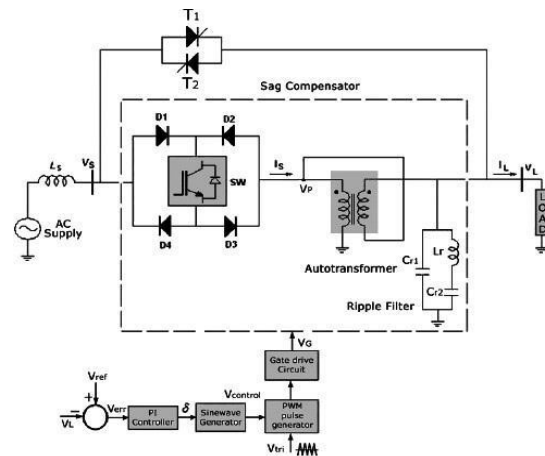 T1
T2
Sag Compensator
D1
D2
Ls
VS
IS
IL
VL
SW
VP
AC
Supply
D4
D3
Autotransformer
Lr
Cr1
Cr2
Ripple Filter
LOAD
VG
Gate drive
Circuit
Vref
+
−
VL
Verr
PI
Controller
δ
Sinewave
Generator
Vcontrol
PWM
pulse
generator
Vtri